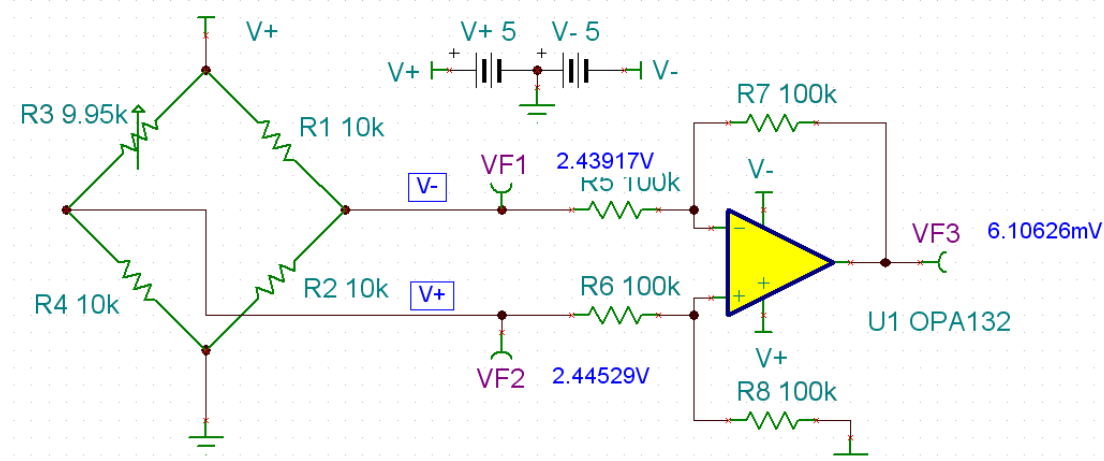 V+
V+ 5
V- 5
V+
V-
R3 9.95k
R1 10k
R4 10k
R2 10k
V-
VF1
2.43917V
R5 100k
R7 100k
V-
VF3
6.10626mV
V+
R6 100k
VF2
2.44529V
U1 OPA132
V+
R8 100k
+
+
−
+
+